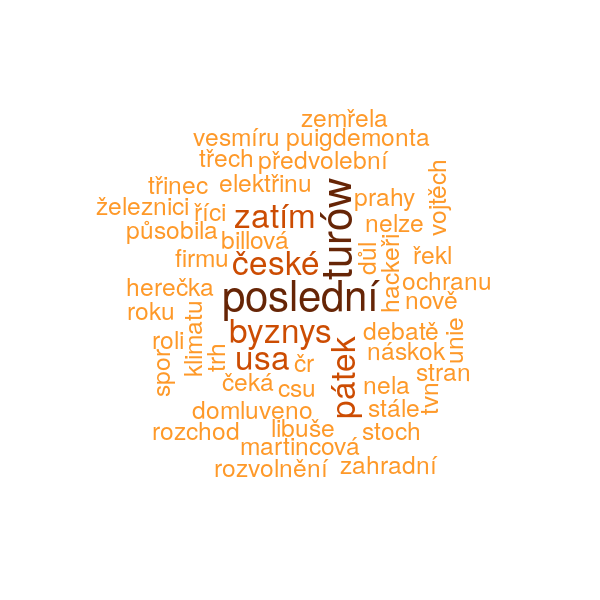 zemřela
vesmíru puigdemonta
třech předvolební
třinec elektřinu
turów
prahy
vojtěch
železnici říci zatím nelze
působila billová
důl
hackeři
firmu české řekl
herečka poslední ochranu
nově
roku byznys debatě
roli
klimatu
trh
usa
čr
pátek
náskok
unie
spor
čeká csu nela stran
tvn
domluveno stále
rozchod libuše stoch
martincová
rozvolnění zahradní